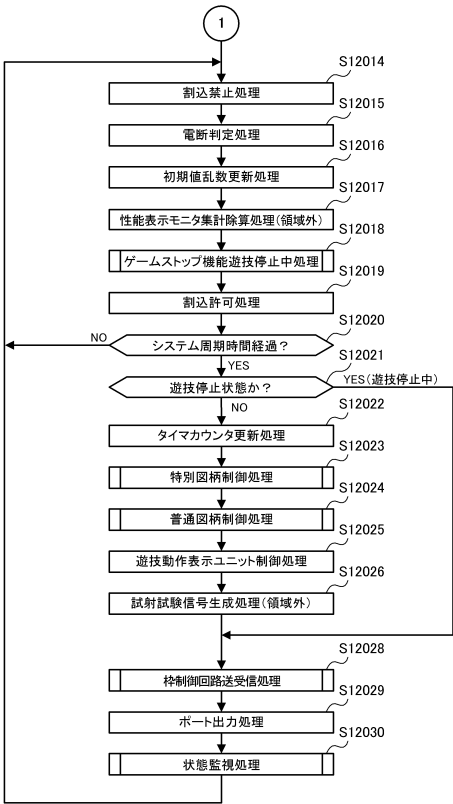 1
S12014
割込禁止処理
S12015
電断判定処理
S12016
初期値乱数更新処理
S12017
性能表示モニタ集計除算処理(領域外)
S12018
ゲームストップ機能遊技停止中処理
S12019
割込許可処理
S12020
NO
システム周期時間経過?
YES
S12021
遊技停止状態か?
YES(遊技停止中)
NO
S12022
タイマカウンタ更新処理
S12023
特別図柄制御処理
S12024
普通図柄制御処理
S12025
遊技動作表示ユニット制御処理
S12026
試射試験信号生成処理(領域外)
S12028
枠制御回路送受信処理
S12029
ポート出力処理
S12030
状態監視処理